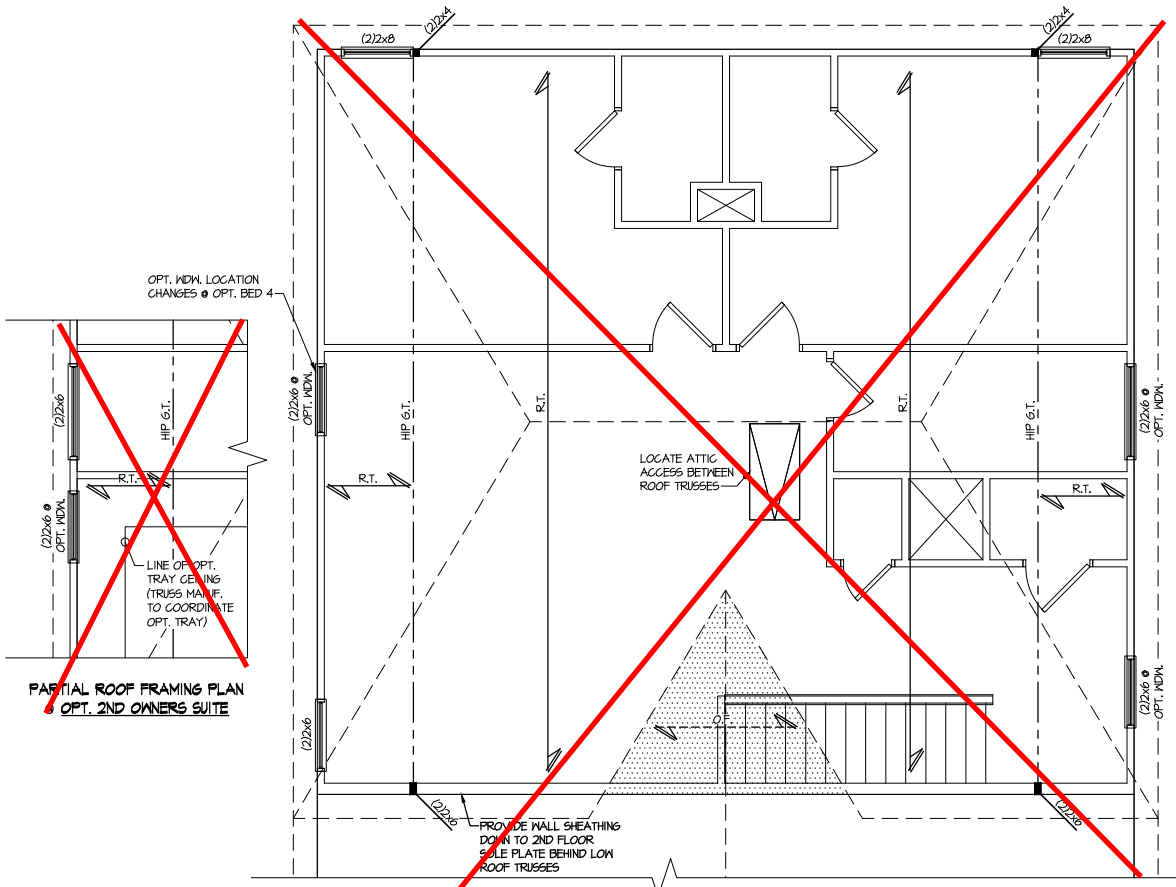 (2)2x4
(2)2x8
(2)2x4
(2)2x8
OPT. WDW. LOCATION
CHANGES @ OPT. BED 4
(2)2x6 @
OPT. WDW.
R.T.
HIP G.T.
R.T.
HIP G.T.
(2)2x6 @
OPT. WDW.
R.T.
LOCATE ATTIC
ACCESS BETWEEN
ROOF TRUSSES
R.T.
(2)2x6
HIP G.T.
R.T.
(2)2x6 @
OPT. WDW.
LINE OF OPT.
TRAY CEILING
(TRUSS MANUF.
TO COORDINATE
OPT. TRAY)
PARTIAL ROOF FRAMING PLAN
@ OPT. 2ND OWNERS SUITE
(2)2x6
O.F.
(2)2x6 @
OPT. WDW.
(2)2x6
(2)2x6
PROVIDE WALL SHEATHING
DOWN TO 2ND FLOOR
SOLE PLATE BEHIND LOW
ROOF TRUSSES